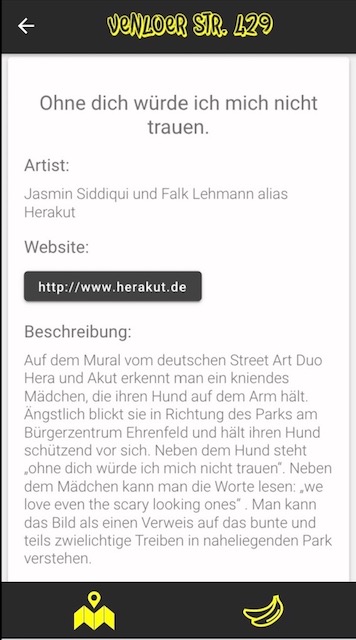 VENLOER STR. 429
Ohne dich würde ich mich nicht
trauen.
Artist:
Jasmin Siddiqui und Falk Lehmann alias
Herakut
Website:
http://www.herakut.de
Beschreibung:
Auf dem Mural vom deutschen Street Art Duo
Hera und Akut erkennt man ein kniendes
Mädchen, die ihren Hund auf dem Arm hält.
Ängstlich blickt sie in Richtung des Parks am
Bürgerzentrum Ehrenfeld und hält ihren Hund
schützend vor sich. Neben dem Hund steht
„ohne dich würde ich mich nicht trauen“. Neben
dem Mädchen kann man die Worte lesen: „we
love even the scary looking ones“ . Man kann
das Bild als einen Verweis auf das bunte und
teils zwielichtige Treiben in naheliegenden Park
verstehen.